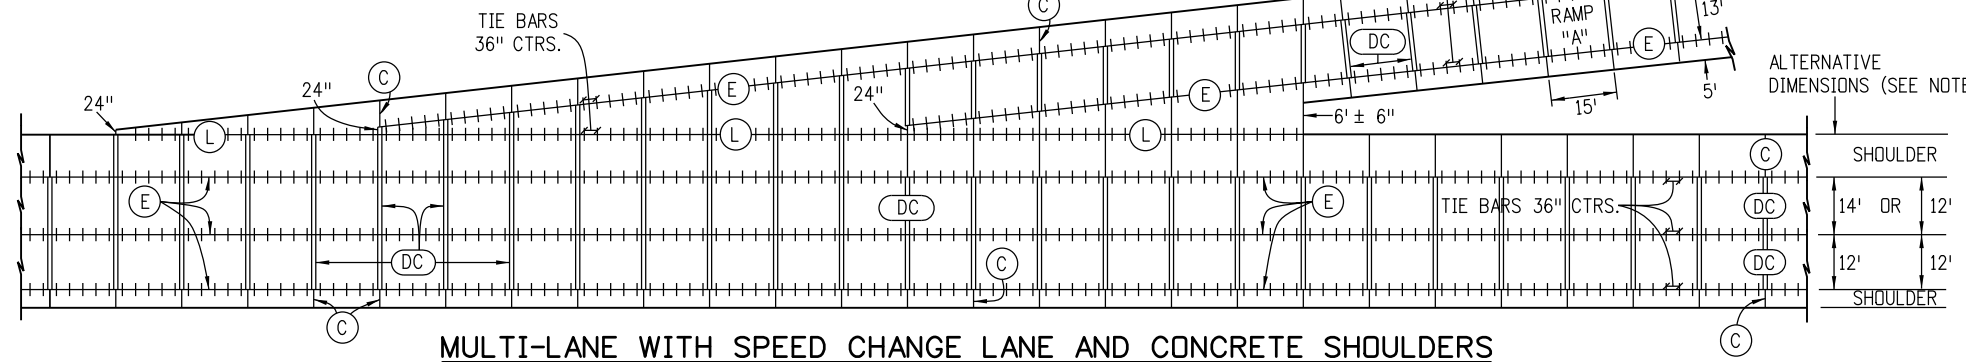 TIE BARS
36" CTRS.
C
C
24"
24"
24"
E
E
E
L
L
L
DC
RAMP
"A"
13'
15'
5'
6' ± 6"
ALTERNATIVE
DIMENSIONS (SEE NOTE
SHOULDER
C
E
DC
E
TIE BARS 36" CTRS.
DC
14' OR 12'
DC
C
DC
12' 12'
SHOULDER
C
C
MULTI-LANE WITH SPEED CHANGE LANE AND CONCRETE SHOULDERS